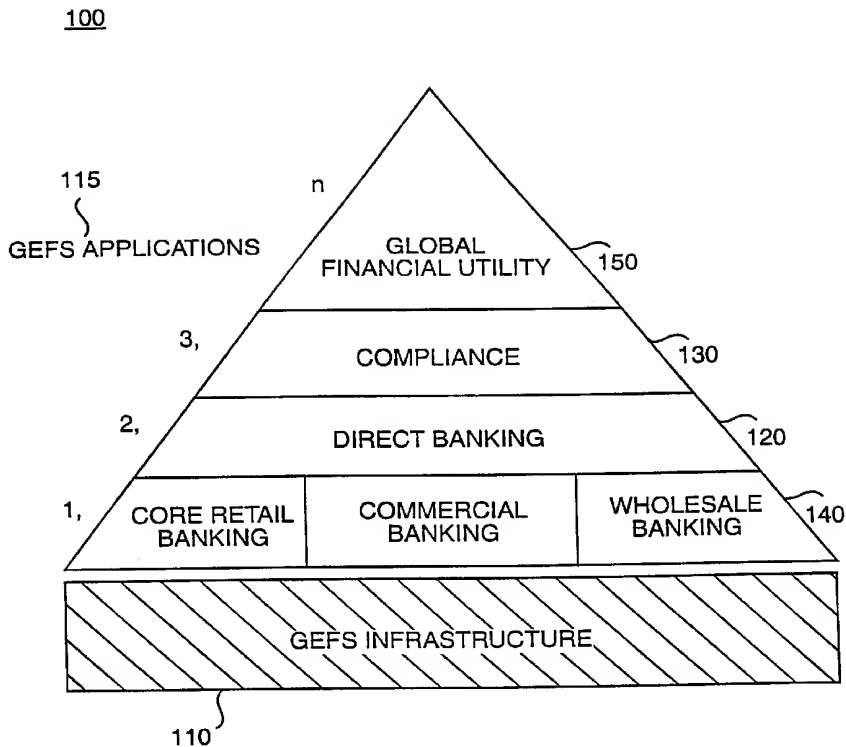 100
n
115
GEFS APPLICATIONS
GLOBAL
FINANCIAL UTILITY
150
3,
COMPLIANCE
130
2,
DIRECT BANKING
120
1,
CORE RETAIL
BANKING
COMMERCIAL
BANKING
WHOLESALE
BANKING
140
GEFS INFRASTRUCTURE
110